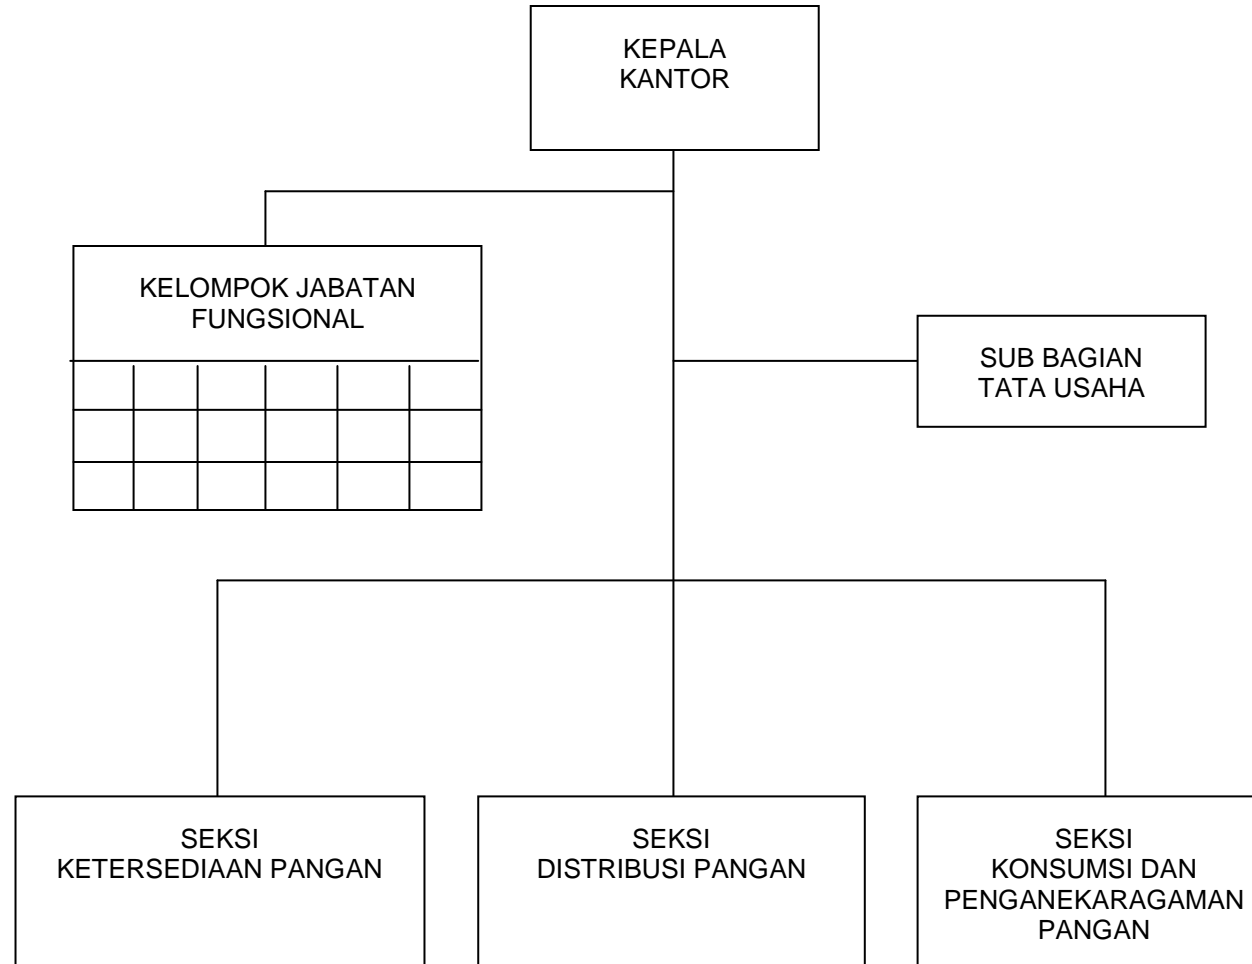 KEPALA
KANTOR
KELOMPOK JABATAN
FUNGSIONAL
SUB BAGIAN
TATA USAHA
SEKSI
KETERSEDIAAN PANGAN
SEKSI
DISTRIBUSI PANGAN
SEKSI
KONSUMSI DAN
PENGANEKARAGAMAN
PANGAN